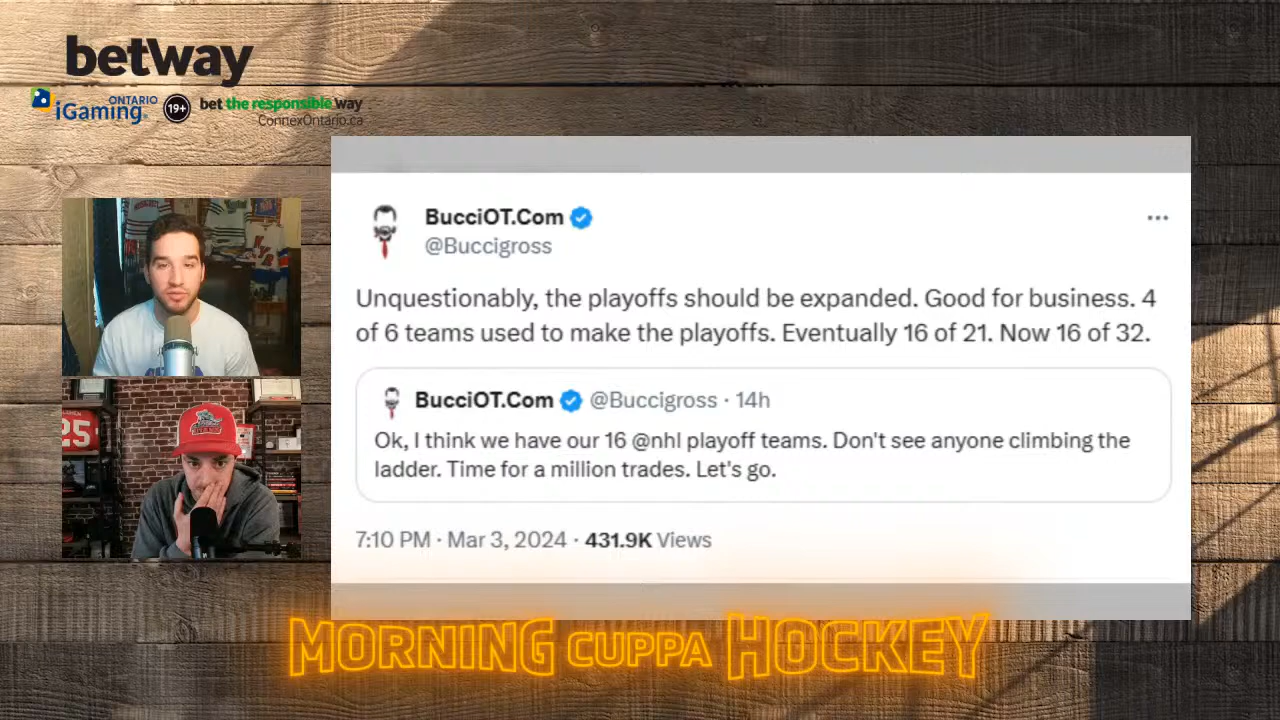 betway
iGaming ONTARIO
19+
bet the responsible way
ConnexOntario.ca
BucciOT.Com
@Buccigross
Unquestionably, the playoffs should be expanded. Good for business. 4
of 6 teams used to make the playoffs. Eventually 16 of 21. Now 16 of 32.
BucciOT.Com @Buccigross · 14h
Ok, I think we have our 16 @nhl playoff teams. Don't see anyone climbing the
ladder. Time for a million trades. Let's go.
7:10 PM · Mar 3, 2024 · 431.9K Views
25
MORNING CUPPA HOCKEY